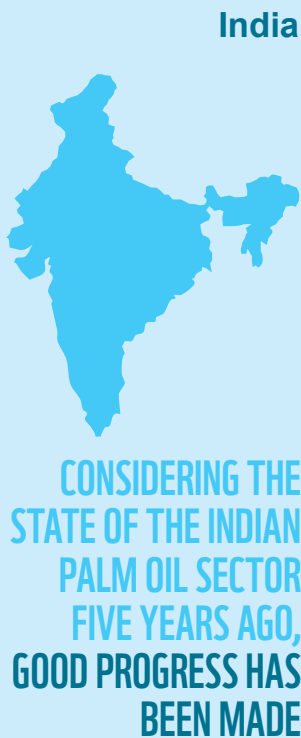 India
CONSIDERING THE
STATE OF THE INDIAN
PALM OIL SECTOR
FIVE YEARS AGO,
GOOD PROGRESS HAS
BEEN MADE